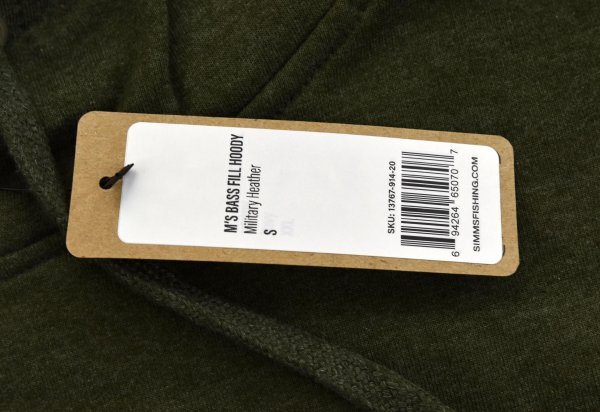 M'S BASS FILL HOODY
Military Heather
S
SKU: 13767-914-20
6 94264 65070 7
SIMMSFISHING.COM